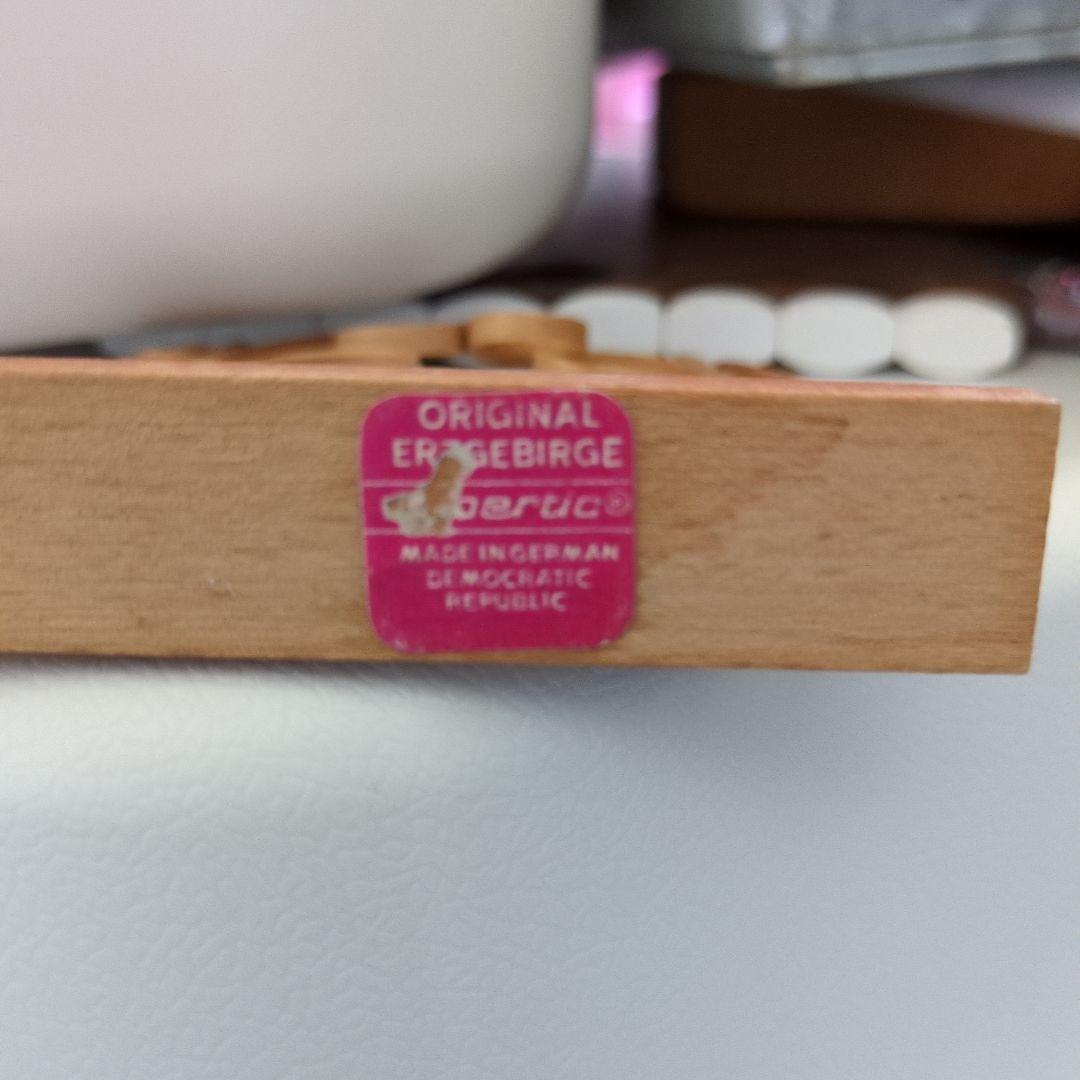 ORIGINAL
ERZGEBIRGE
MADE IN GERMAN
DEMOCRATIC
REPUBLIC